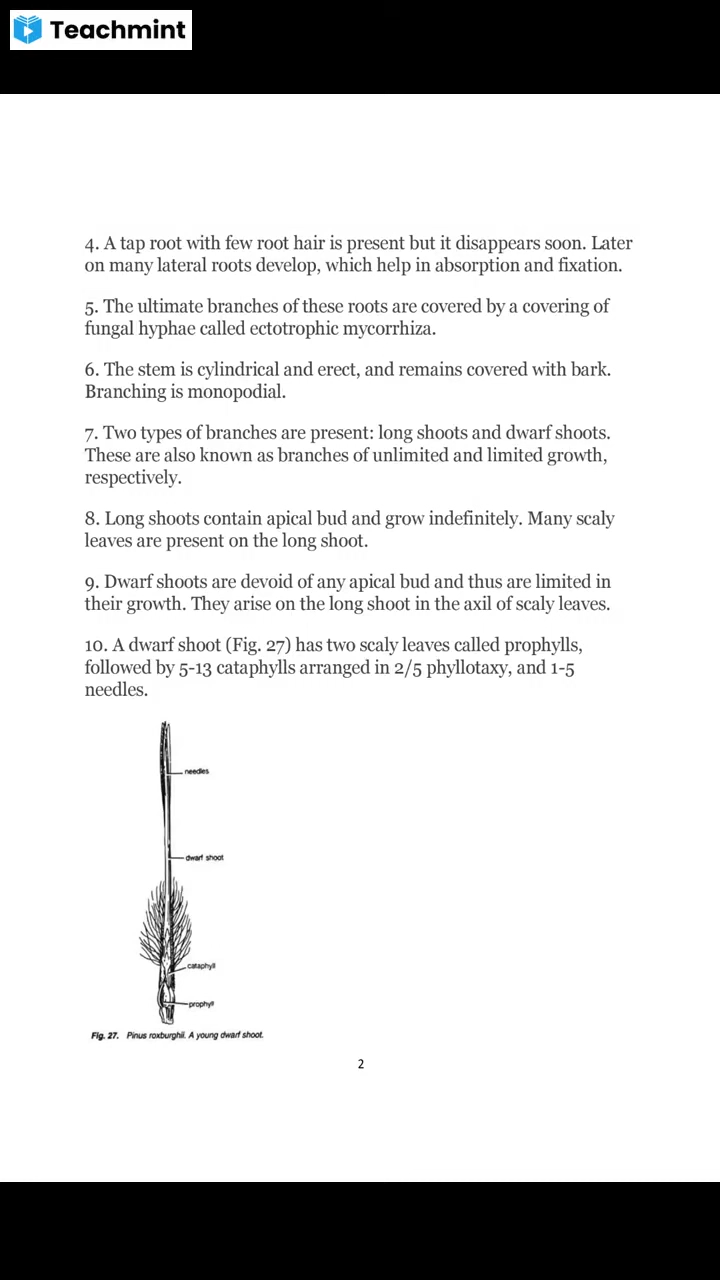 Teachmint
4. A tap root with few root hair is present but it disappears soon. Later
on many lateral roots develop, which help in absorption and fixation.
5. The ultimate branches of these roots are covered by a covering of
fungal hyphae called ectotrophic mycorrhiza.
6. The stem is cylindrical and erect, and remains covered with bark.
Branching is monopodial.
7. Two types of branches are present: long shoots and dwarf shoots.
These are also known as branches of unlimited and limited growth,
respectively.
8. Long shoots contain apical bud and grow indefinitely. Many scaly
leaves are present on the long shoot.
9. Dwarf shoots are devoid of any apical bud and thus are limited in
their growth. They arise on the long shoot in the axil of scaly leaves.
10. A dwarf shoot (Fig. 27) has two scaly leaves called prophylls,
followed by 5-13 cataphylls arranged in 2/5 phyllotaxy, and 1-5
needles.
needles
dwarf shoot
cataphyll
prophyll
Fig. 27. Pinus roxburghii. A young dwarf shoot.
2